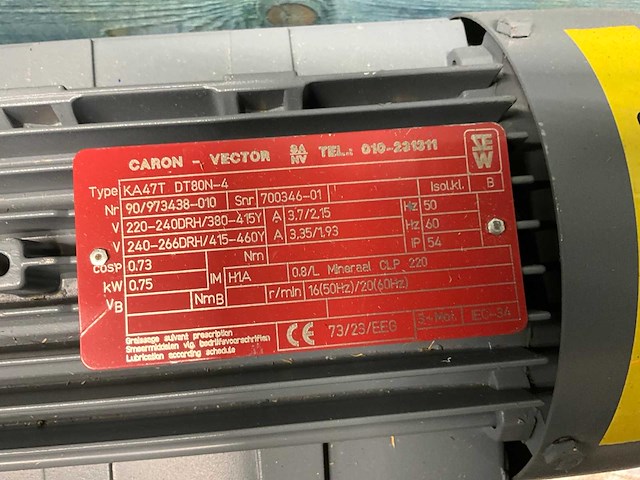 CARON - VECTOR SA NV TEL.: 010-231311
SEW
Type KA47T DT80N-4
Nr 90/973438-010 Snr 700346-01 Isol.kl. B
V 220-240DRH/380-415Y A 3.7/2.15 Hz 50
V 240-266DRH/415-460Y A 3.35/1.93 Hz 60
cosφ 0.73 Nm IP 54
kW 0.75 IM H1A 0.8/L Mineraal CLP 220
VB NmB r/min 16(50Hz)/20(60Hz)
Greissage suivant prescription
Smeermiddelen vlg. bedrijfsvoorschriften
Lubrication according schedule
CE 73/23/EEG 3~Mot. IEC-34